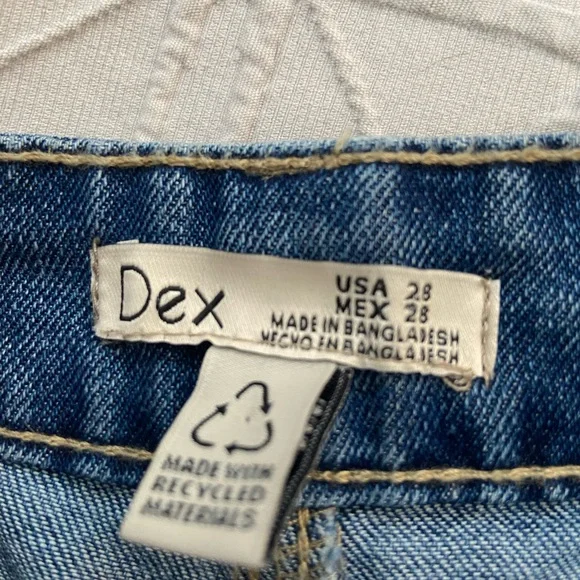 Dex
USA 28
MEX 28
MADE IN BANGLADESH
HECHO EN BANGLADESH
MADE WITH
RECYCLED
MATERIALS